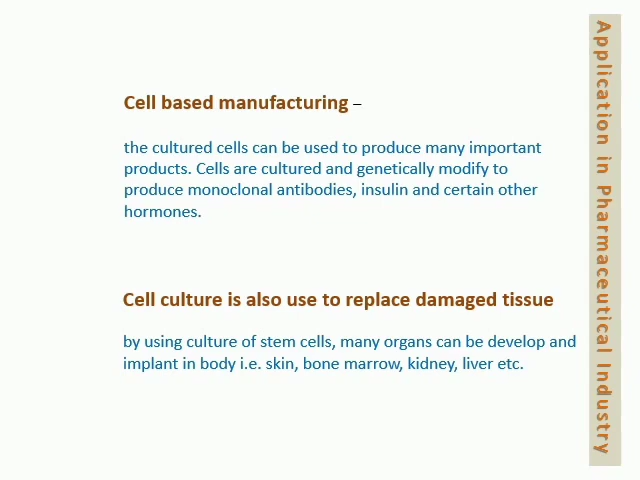 Cell based manufacturing –
the cultured cells can be used to produce many important
products. Cells are cultured and genetically modify to
produce monoclonal antibodies, insulin and certain other
hormones.
Cell culture is also use to replace damaged tissue
by using culture of stem cells, many organs can be develop and
implant in body i.e. skin, bone marrow, kidney, liver etc.
Application in Pharmaceutical Industry